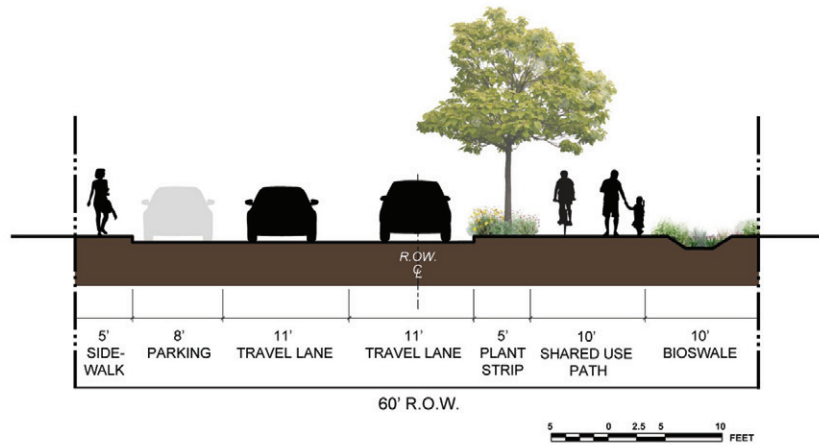 R.O.W.
℄
5'
SIDE-
WALK
8'
PARKING
11'
TRAVEL LANE
11'
TRAVEL LANE
5'
PLANT
STRIP
10'
SHARED USE
PATH
10'
BIOSWALE
60' R.O.W.
5 0 2.5 5 10
FEET